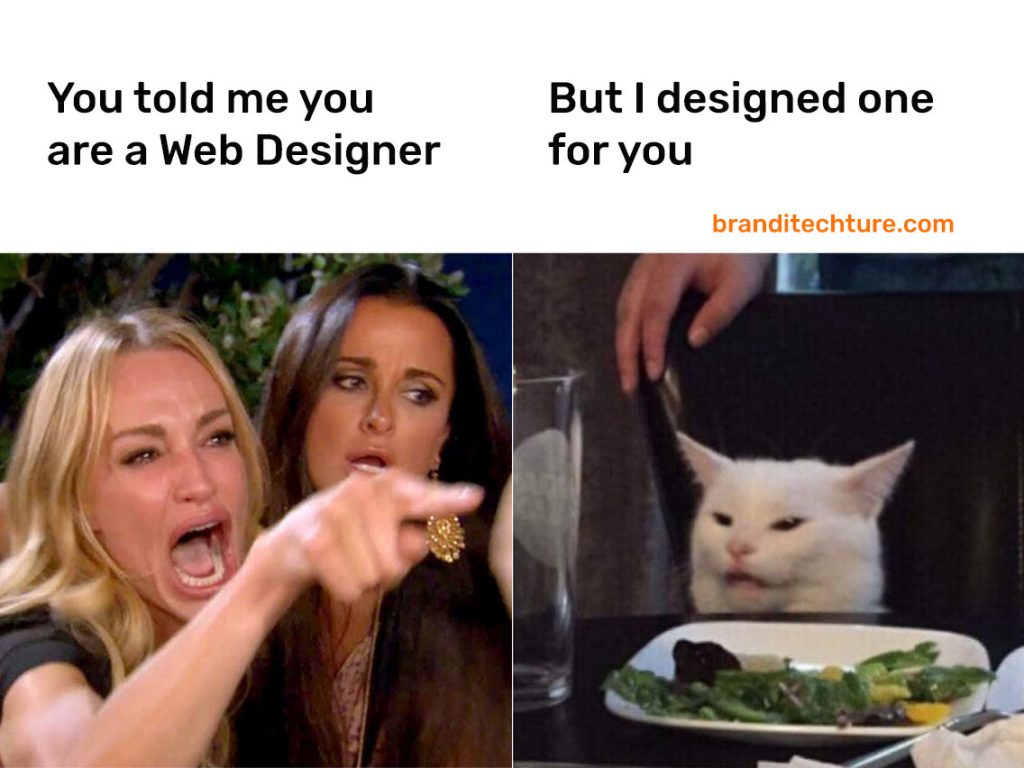 You told me you
are a Web Designer
But I designed one
for you
branditechture.com